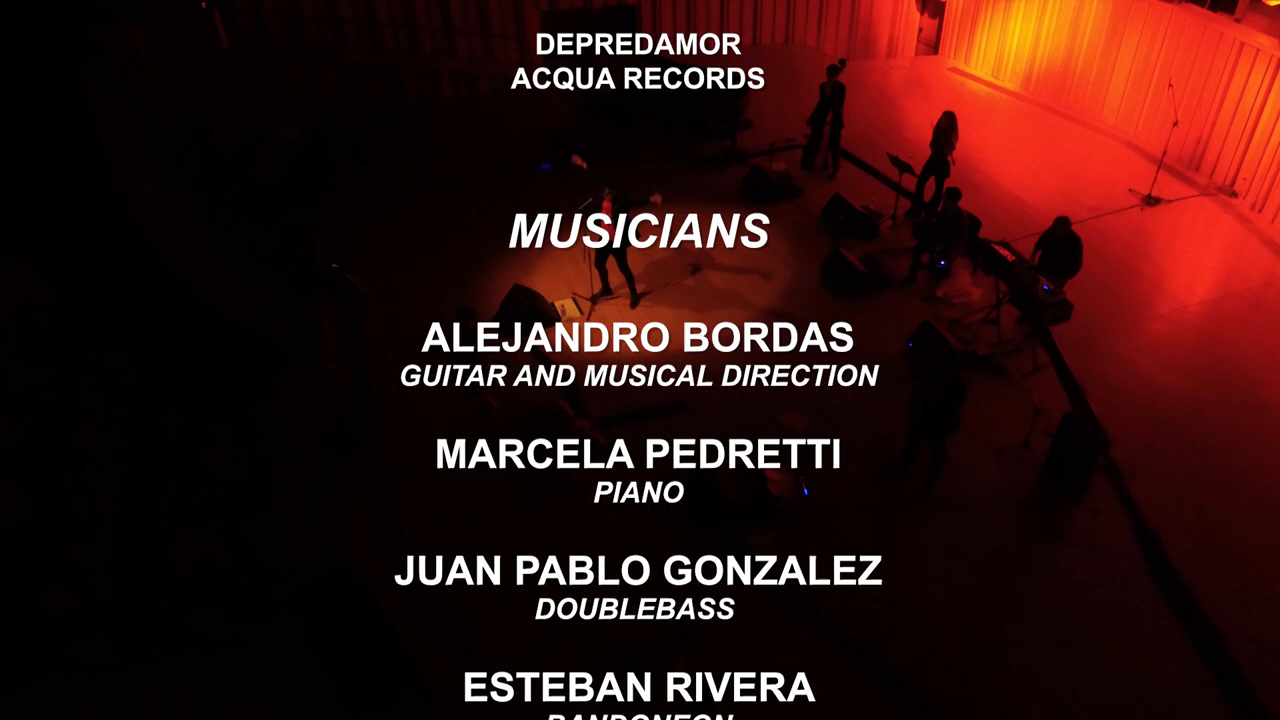 DEPREDAMOR
ACQUA RECORDS
MUSICIANS
ALEJANDRO BORDAS
GUITAR AND MUSICAL DIRECTION
MARCELA PEDRETTI
PIANO
JUAN PABLO GONZALEZ
DOUBLEBASS
ESTEBAN RIVERA
BANDONEON